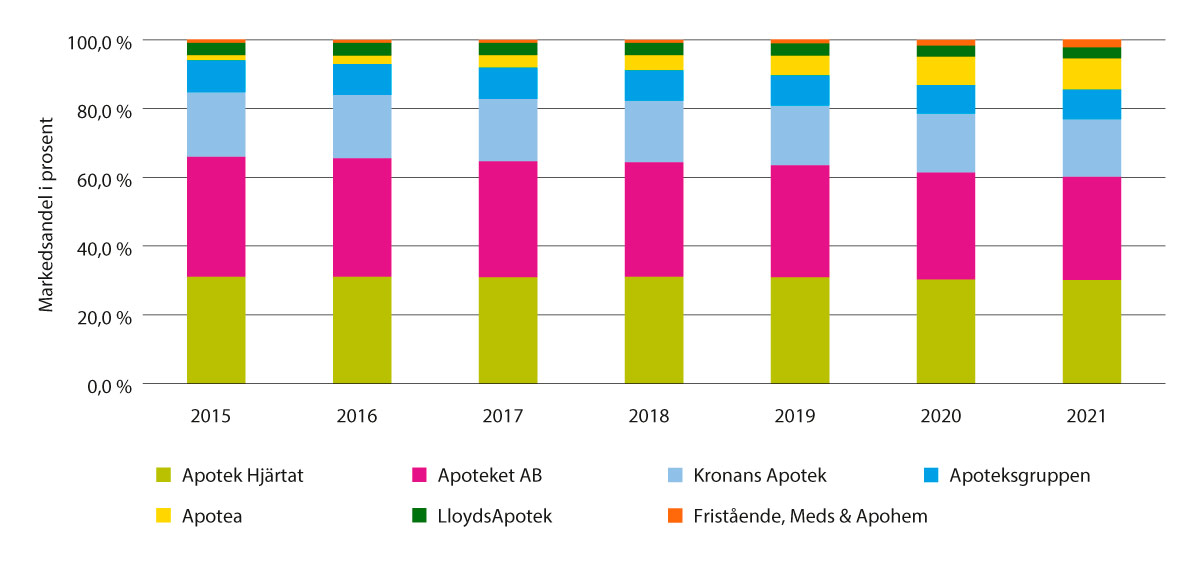 Markedsandel i prosent
100,0 %
80,0 %
60,0 %
40,0 %
20,0 %
0,0 %
2015 2016 2017 2018 2019 2020 2021
Apotek Hjärtat Apoteket AB Kronans Apotek Apoteksgruppen
Apotea LloydsApotek Fristående, Meds & Apohem